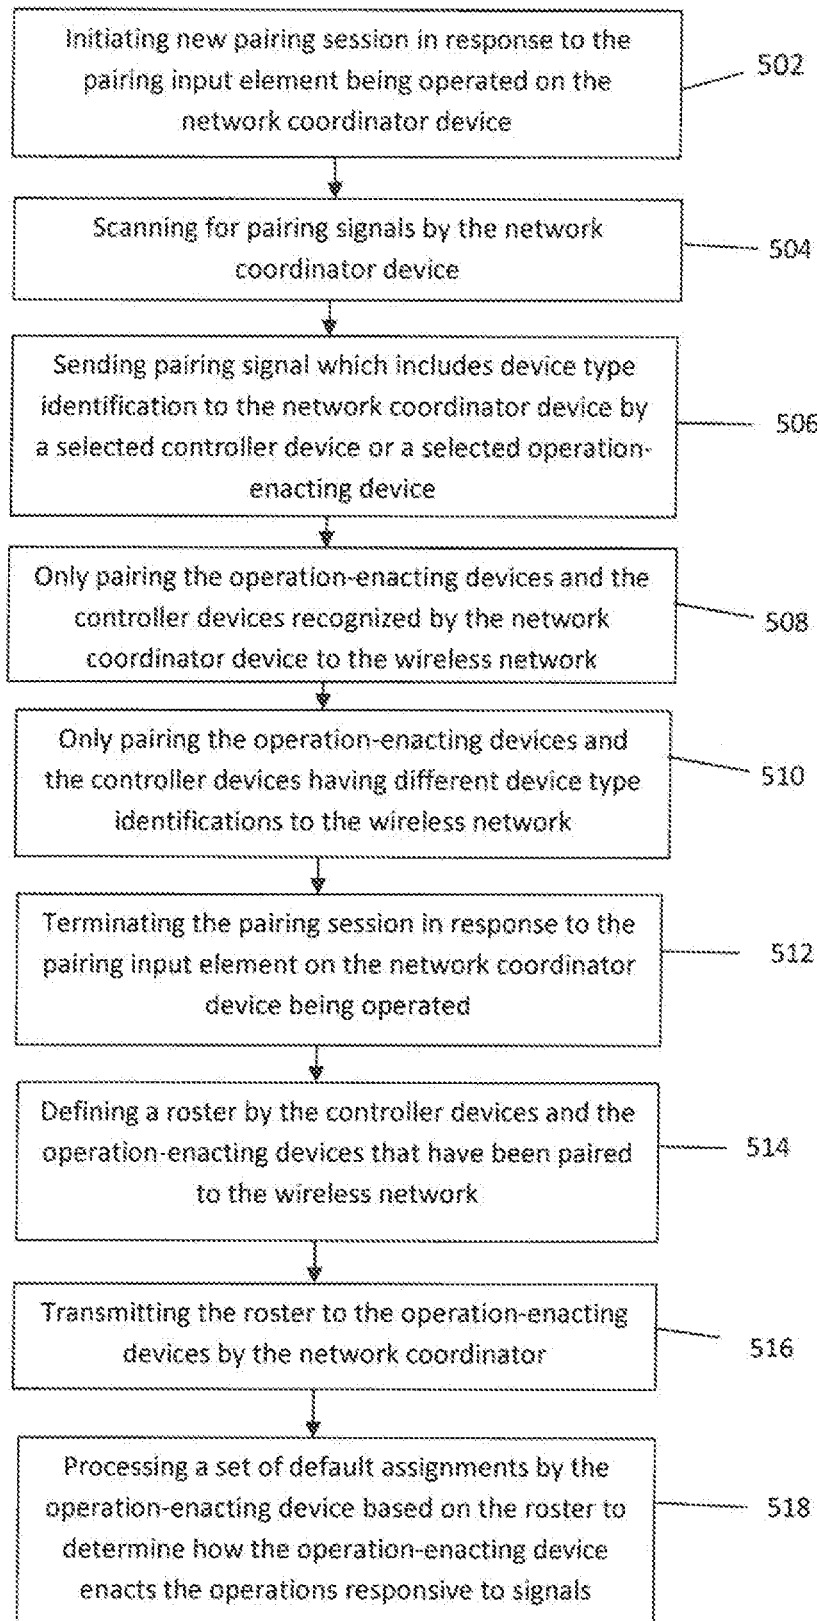 Initiating new pairing session in response to the
pairing input element being operated on the
network coordinator device
502
Scanning for pairing signals by the network
coordinator device
504
Sending pairing signal which includes device type
identification to the network coordinator device by
a selected controller device or a selected operation-
enacting device
506
Only pairing the operation-enacting devices and the
controller devices recognized by the network
coordinator device to the wireless network
508
Only pairing the operation-enacting devices and
the controller devices having different device type
identifications to the wireless network
510
Terminating the pairing session in response to the
pairing input element on the network coordinator
device being operated
512
Defining a roster by the controller devices and the
operation-enacting devices that have been paired
to the wireless network
514
Transmitting the roster to the operation-enacting
devices by the network coordinator
516
Processing a set of default assignments by the
operation-enacting device based on the roster to
determine how the operation-enacting device
enacts the operations responsive to signals
518